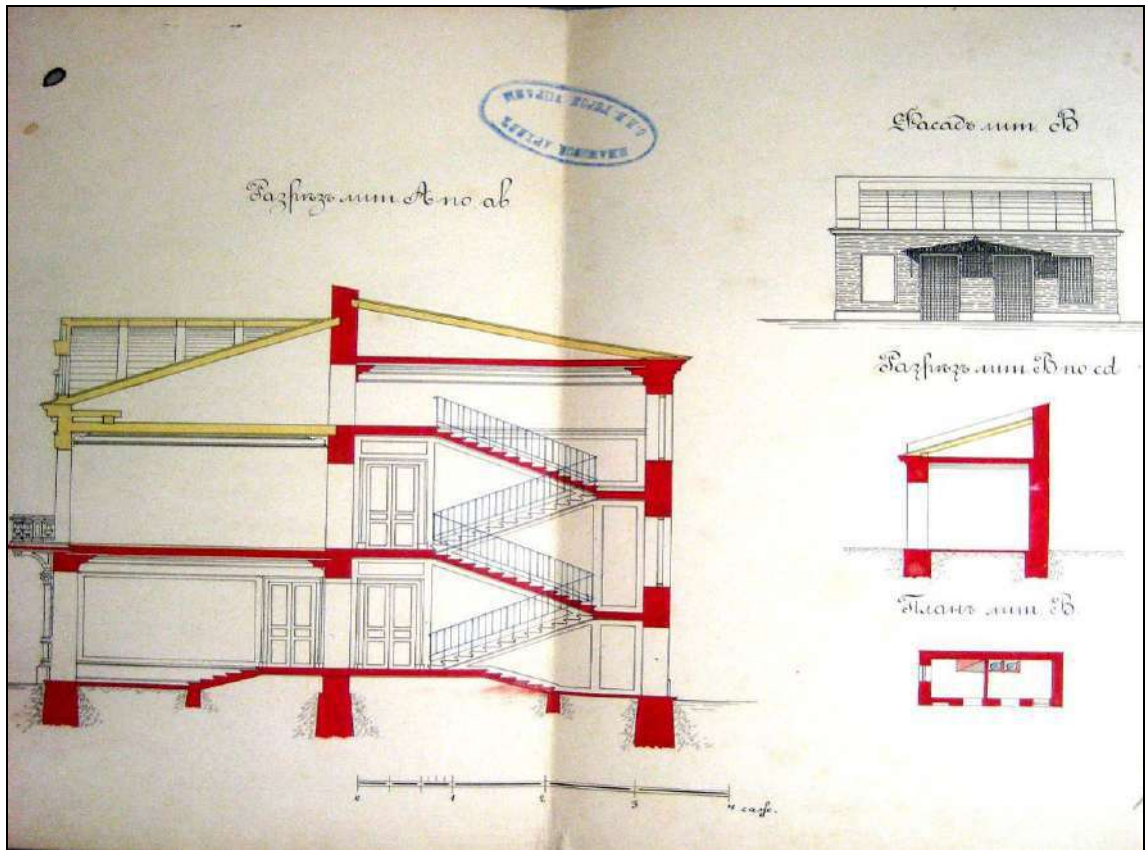 Разрѣзъ лит А по ab
Фасадъ лит В
Разрѣзъ лит В по cd
Планъ лит В
0 1 2 3 4 саж.